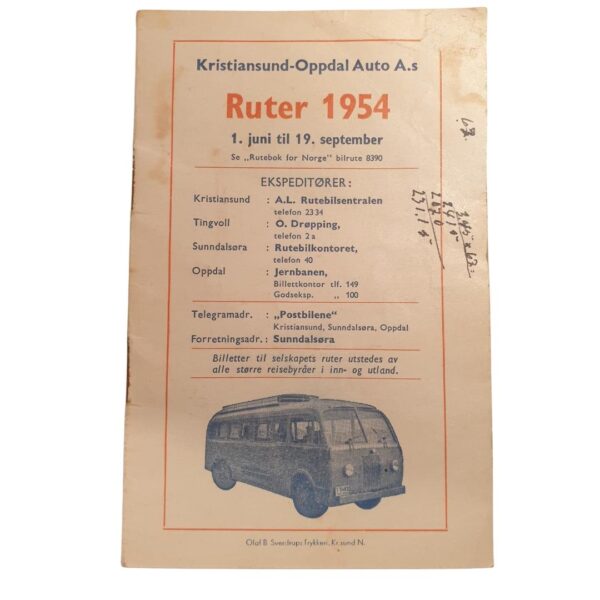 Kristiansund-Oppdal Auto A.s
Ruter 1954
1. juni til 19. september
Se „Rutebok for Norge" bilrute 8390
EKSPEDITØRER:
Kristiansund : A.L. Rutebilsentralen
telefon 2334
Tingvoll : O. Drøpping,
telefon 2 a
Sunndalsøra : Rutebilkontoret,
telefon 40
Oppdal : Jernbanen,
Billettkontor clf. 149
Godseksp. „ 100
Telegramadr. : „Postbilene"
Kristiansund, Sunndalsøra, Oppdal
Forretningsadr.: Sunndalsøra
Billetter til selskapets ruter utstedes av
alle større reisebyråer i inn- og utland.
Olaf B. Sverdrups Trykkeri, Kr.sund N.